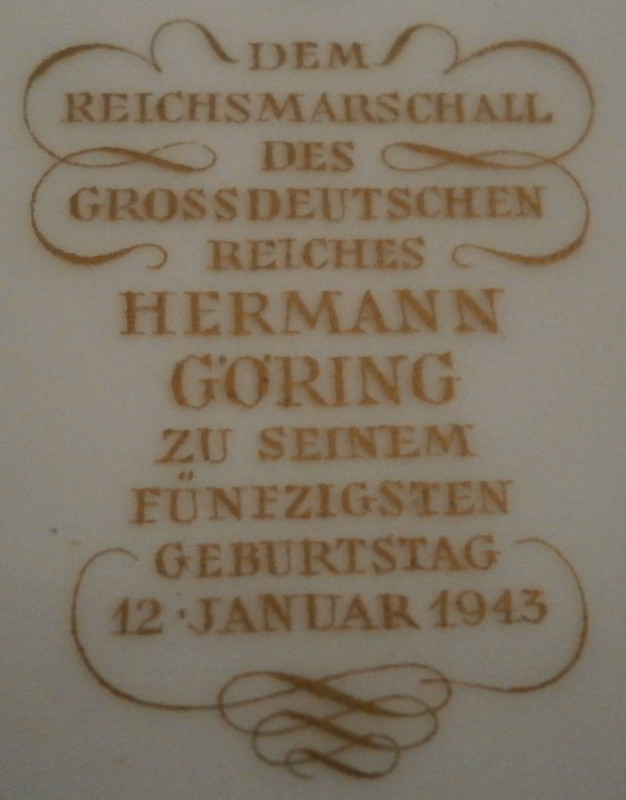 DEM
REICHSMARSCHALL
DES
GROSSDEUTSCHEN
REICHES
HERMANN
GÖRING
ZU SEINEM
FÜNFZIGSTEN
GEBURTSTAG
12 · JANUAR 1943